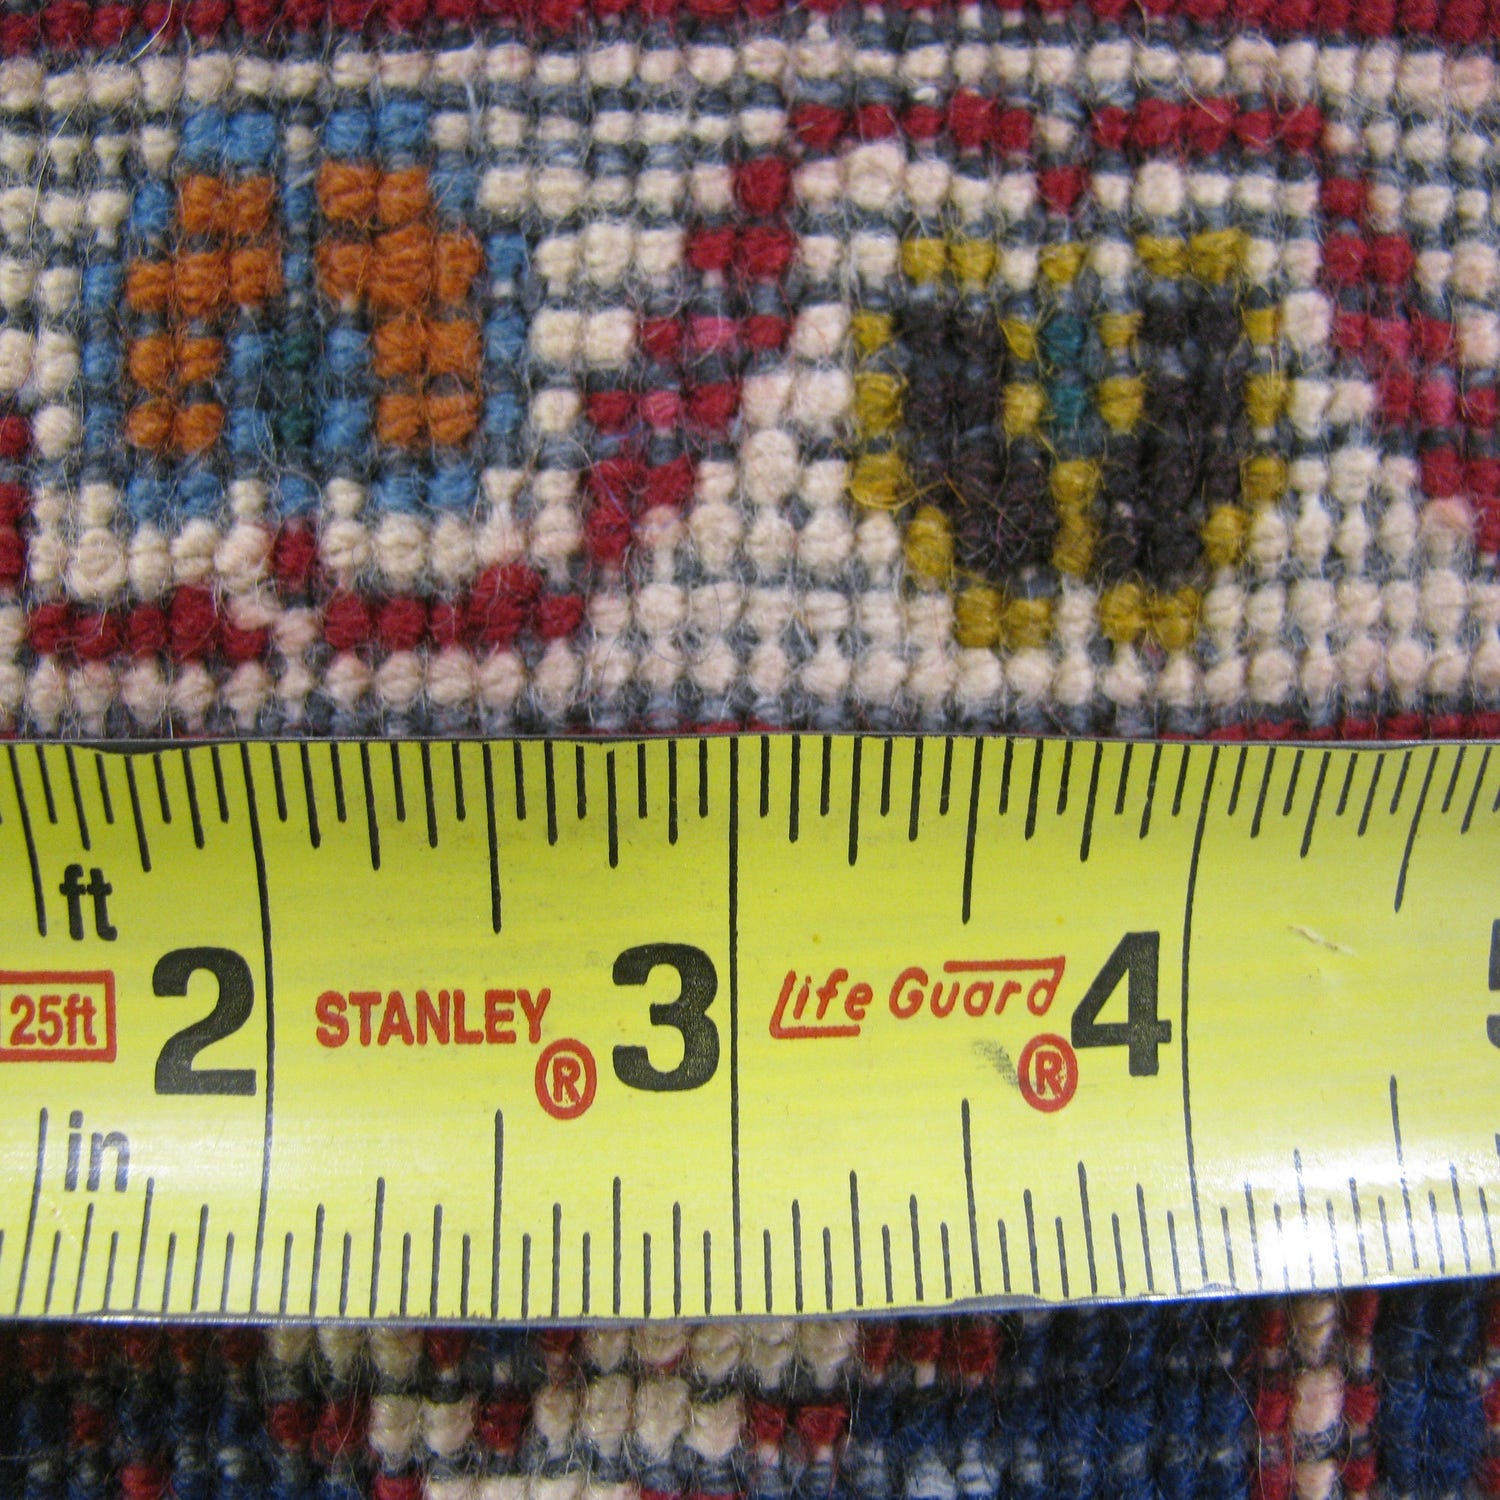 ft
25ft 2 STANLEY® 3 Life Guard® 4
in